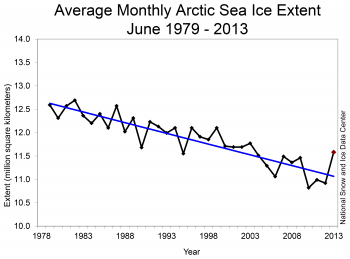 Average Monthly Arctic Sea Ice Extent
June 1979 - 2013
14.0
13.5
13.0
12.5
12.0
11.5
11.0
10.5
10.0
Extent (million square kilometers)
1978 1983 1988 1993 1998 2003 2008 2013
Year
National Snow and Ice Data Center